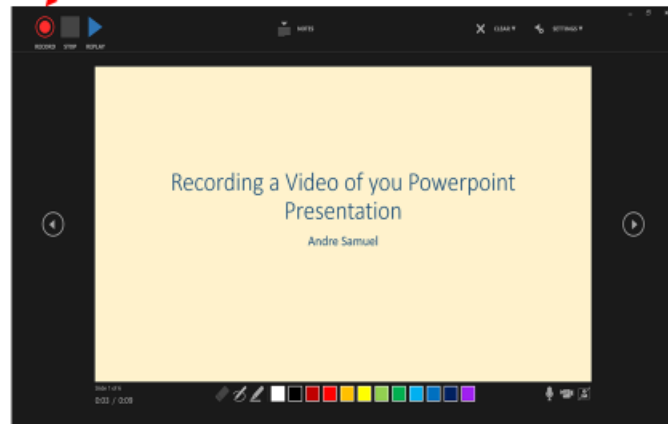 RECORD STOP REPLAY
NOTES
CLEAR
SETTINGS
Recording a Video of you Powerpoint
Presentation
Andre Samuel
Slide 1 of 6
0:03 / 0:09